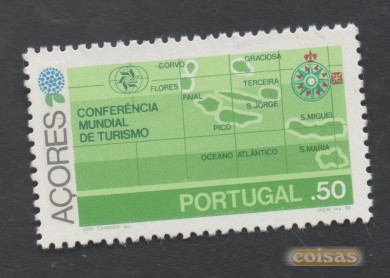 CORVO
GRACIOSA
FLORES
TERCEIRA
FAIAL
S. JORGE
CONFERÊNCIA
MUNDIAL
DE TURISMO
PICO
S. MIGUEL
OCEANO ATLÂNTICO
S. MARIA
AÇORES
PORTUGAL .50
coisas